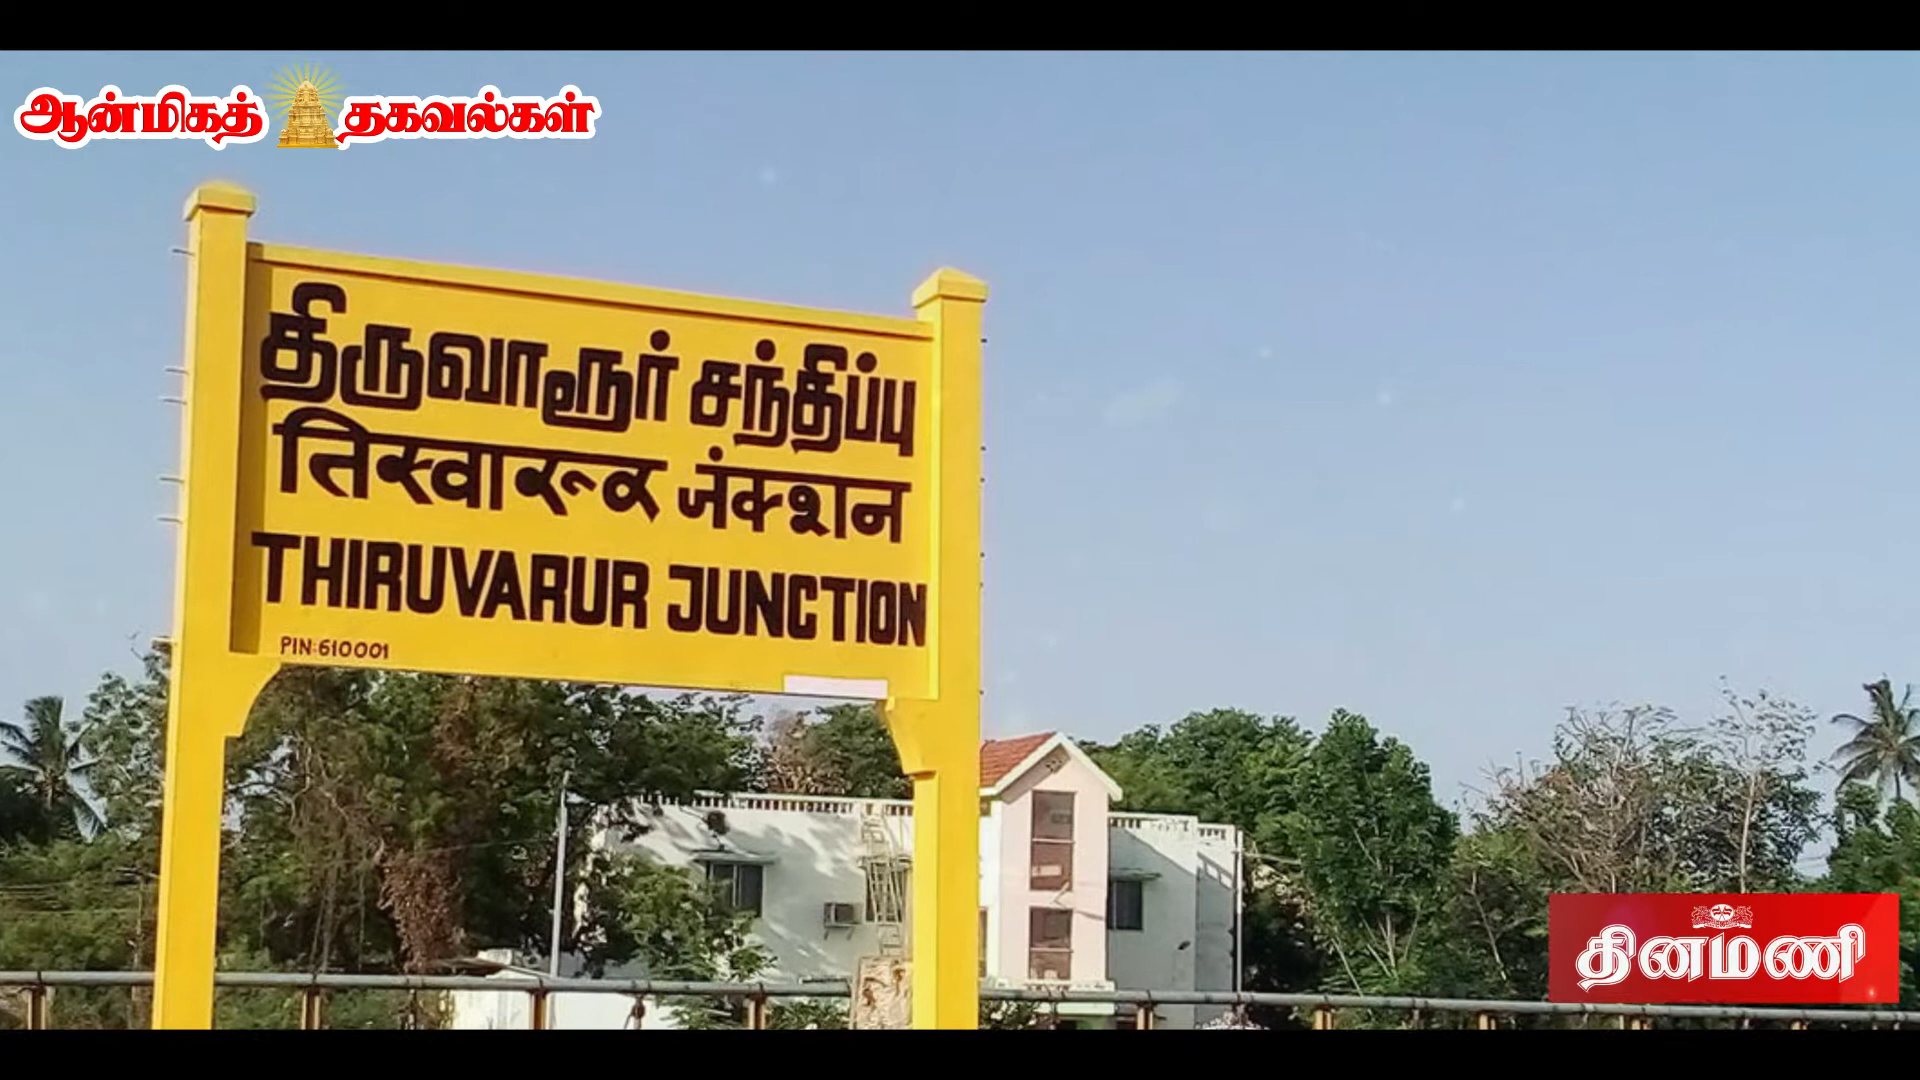 ஆன்மிகத் தகவல்கள்
திருவாரூர் சந்திப்பு
तिरुवारूर जंक्शन
THIRUVARUR JUNCTION
PIN:610001
தினமணி